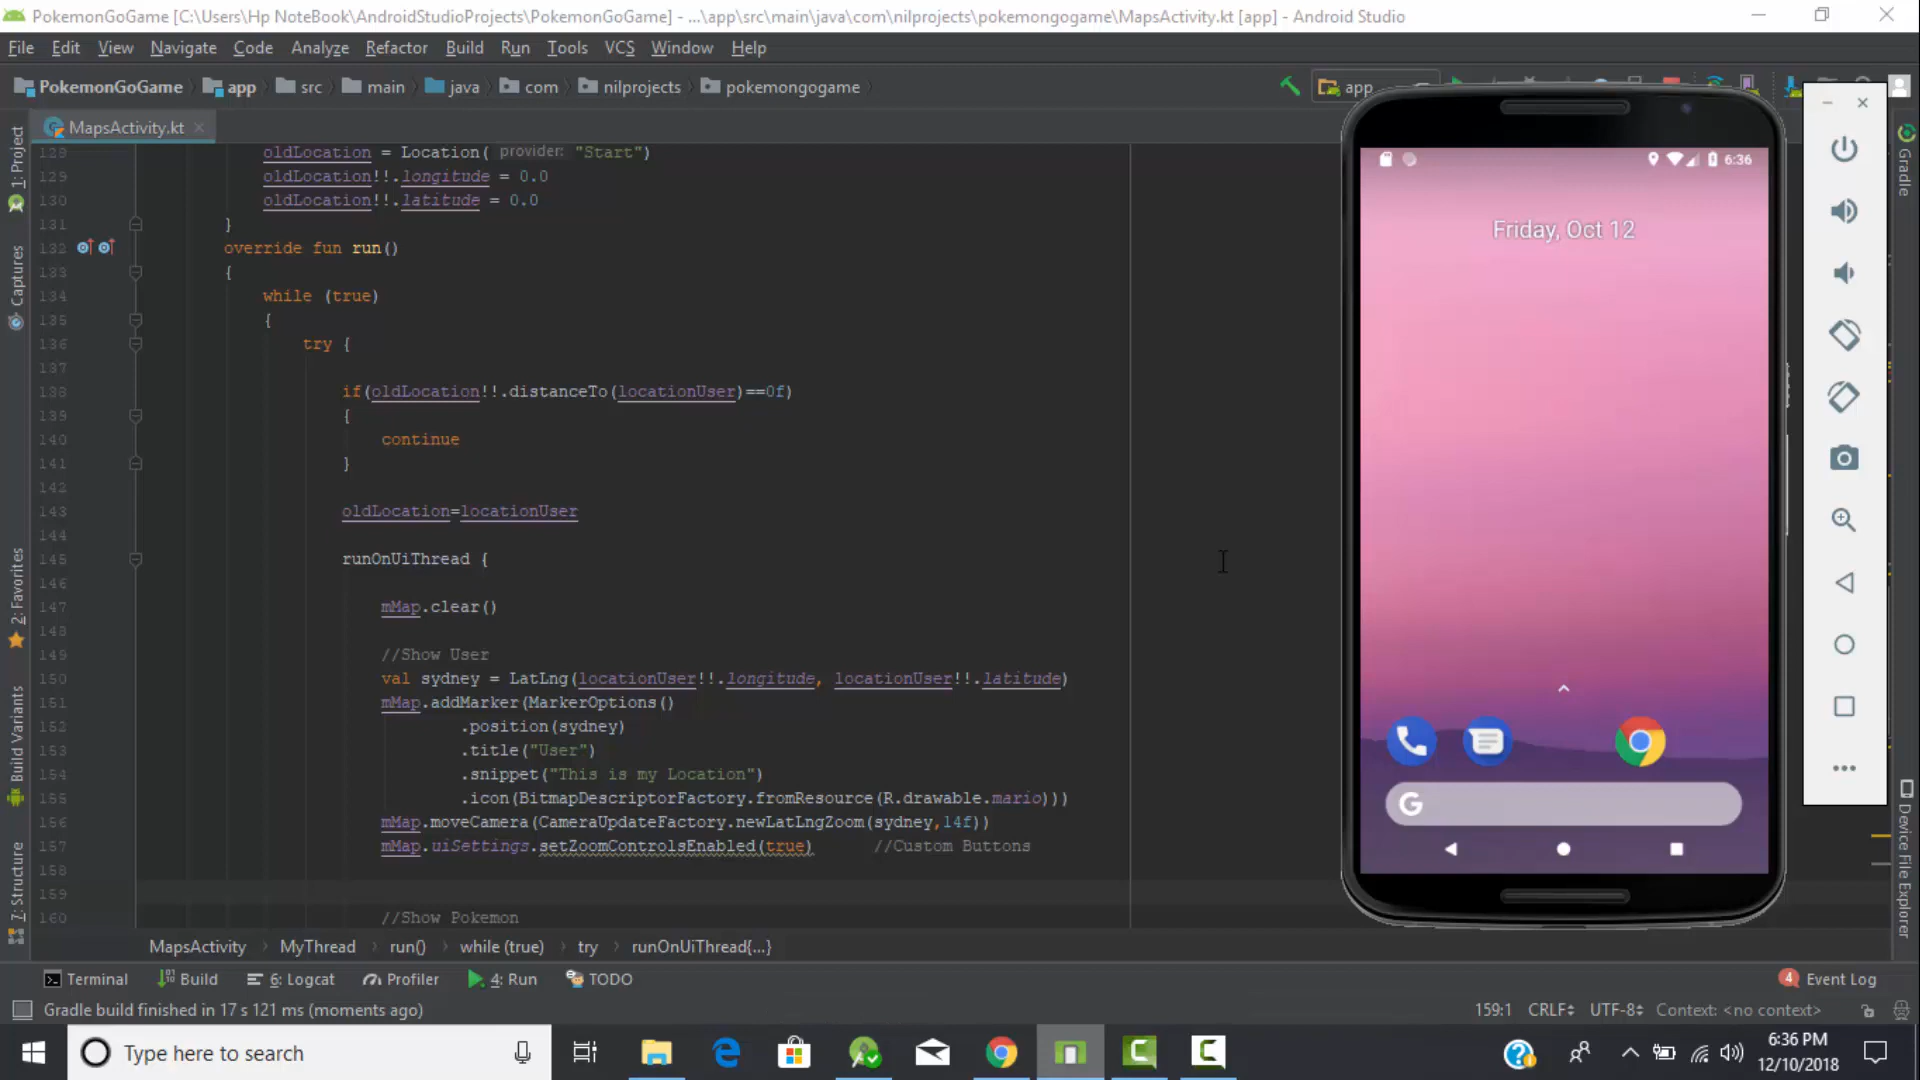 PokemonGoGame [C:\Users\Hp NoteBook\AndroidStudioProjects\PokemonGoGame] - ...\app\src\main\java\com\nilprojects\pokemongogame\MapsActivity.kt [app] - Android Studio
File Edit View Navigate Code Analyze Refactor Build Run Tools VCS Window Help
PokemonGoGame app src main java com nilprojects pokemongogame app
MapsActivity.kt
oldLocation = Location( provider: "Start")
129 oldLocation!!.longitude = 0.0
130 oldLocation!!.latitude = 0.0
131 }
132 override fun run()
133 {
134 while (true)
135 {
136 try {
137
138 if(oldLocation!!.distanceTo(locationUser)==0f)
139 {
140 continue
141 }
142
143 oldLocation=locationUser
144
145 runOnUiThread {
146
147 mMap.clear()
148
149 //Show User
150 val sydney = LatLng(locationUser!!.longitude, locationUser!!.latitude)
151 mMap.addMarker(MarkerOptions()
152 .position(sydney)
153 .title("User")
154 .snippet("This is my Location")
155 .icon(BitmapDescriptorFactory.fromResource(R.drawable.mario)))
156 mMap.moveCamera(CameraUpdateFactory.newLatLngZoom(sydney,14f))
157 mMap.uiSettings.setZoomControlsEnabled(true) //Custom Buttons
158
159
160 //Show Pokemon
MapsActivity MyThread run() while (true) try runOnUiThread{...}
1: Project
Captures
2: Favorites
Build Variants
7: Structure
6:36
Friday, Oct 12
G
Gradle
Device File Explorer
Terminal Build 6: Logcat Profiler 4: Run TODO 4 Event Log
Gradle build finished in 17 s 121 ms (moments ago) 159:1 CRLF UTF-8 Context: <no context>
Type here to search
6:36 PM
12/10/2018